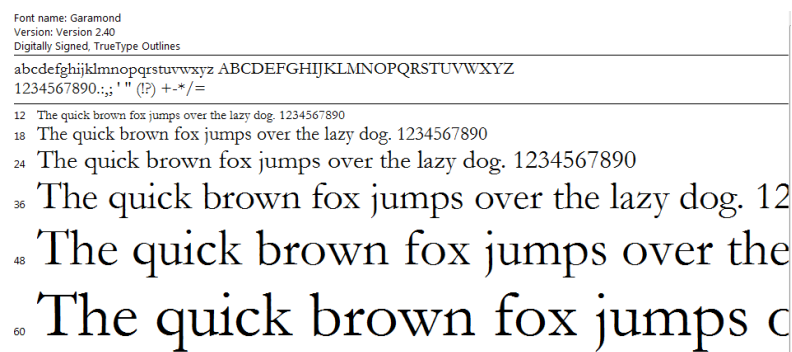 Font name: Garamond
Version: Version 2.40
Digitally Signed, TrueType Outlines
abcdefghijklmnopqrstuvwxyz ABCDEFGHIJKLMNOPQRSTUVWXYZ
1234567890.:,; ' " (!?) +-*/=
12 The quick brown fox jumps over the lazy dog. 1234567890
18 The quick brown fox jumps over the lazy dog. 1234567890
24 The quick brown fox jumps over the lazy dog. 1234567890
36 The quick brown fox jumps over the lazy dog. 12
48 The quick brown fox jumps over the
60 The quick brown fox jumps